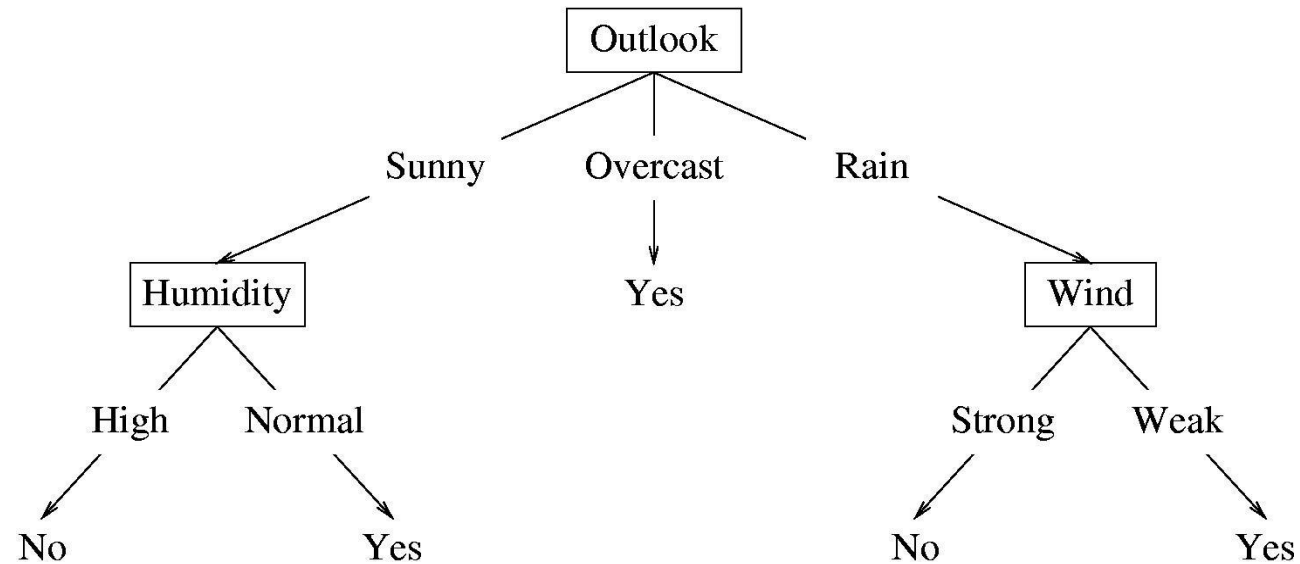 Outlook
Sunny Overcast Rain
Humidity Yes Wind
High Normal Strong Weak
No Yes No Yes